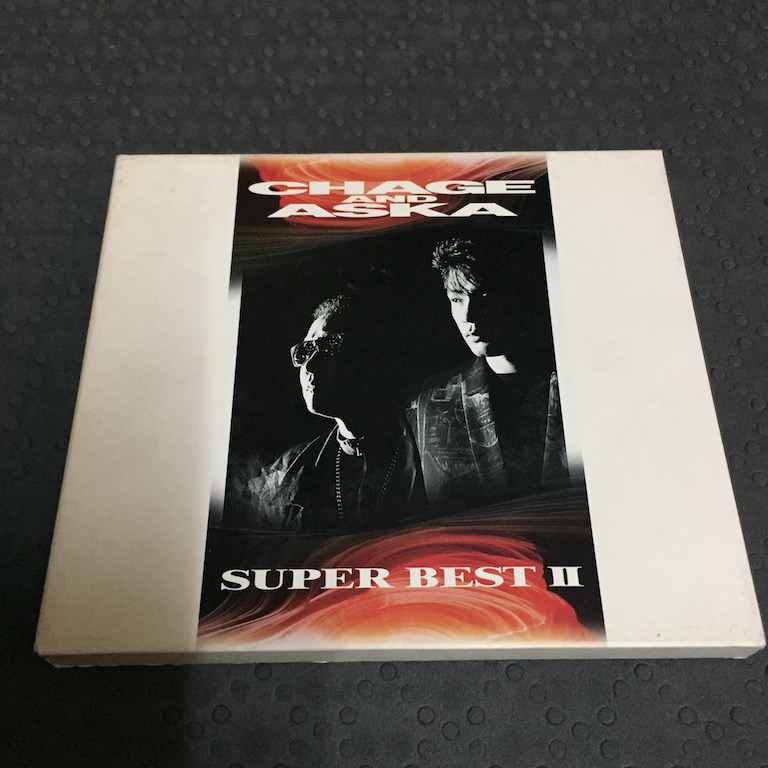 CHAGE
AND
ASKA
SUPER BEST II